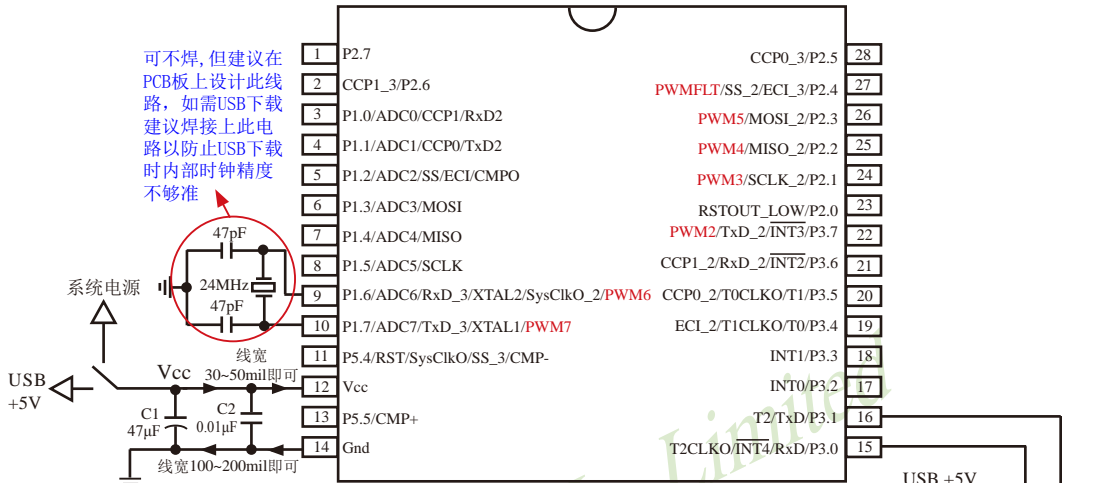 可不焊,但建议在
PCB板上设计此线
路，如需USB下载
建议焊接上此电
路以防止USB下载
时内部时钟精度
不够准
47pF
24MHz
47pF
系统电源
USB
+5V
Vcc
线宽
30~50mil即可
C1
47μF
C2
0.01μF
线宽100~200mil即可
1 P2.7
2 CCP1_3/P2.6
3 P1.0/ADC0/CCP1/RxD2
4 P1.1/ADC1/CCP0/TxD2
5 P1.2/ADC2/SS/ECI/CMPO
6 P1.3/ADC3/MOSI
7 P1.4/ADC4/MISO
8 P1.5/ADC5/SCLK
9 P1.6/ADC6/RxD_3/XTAL2/SysClkO_2/PWM6
10 P1.7/ADC7/TxD_3/XTAL1/PWM7
11 P5.4/RST/SysClkO/SS_3/CMP-
12 Vcc
13 P5.5/CMP+
14 Gnd
CCP0_3/P2.5 28
PWMFLT/SS_2/ECI_3/P2.4 27
PWM5/MOSI_2/P2.3 26
PWM4/MISO_2/P2.2 25
PWM3/SCLK_2/P2.1 24
RSTOUT_LOW/P2.0 23
PWM2/TxD_2/INT3/P3.7 22
CCP1_2/RxD_2/INT2/P3.6 21
CCP0_2/T0CLKO/T1/P3.5 20
ECI_2/T1CLKO/T0/P3.4 19
INT1/P3.3 18
INT0/P3.2 17
T2/TxD/P3.1 16
T2CLKO/INT4/RxD/P3.0 15
USB +5V
Limited